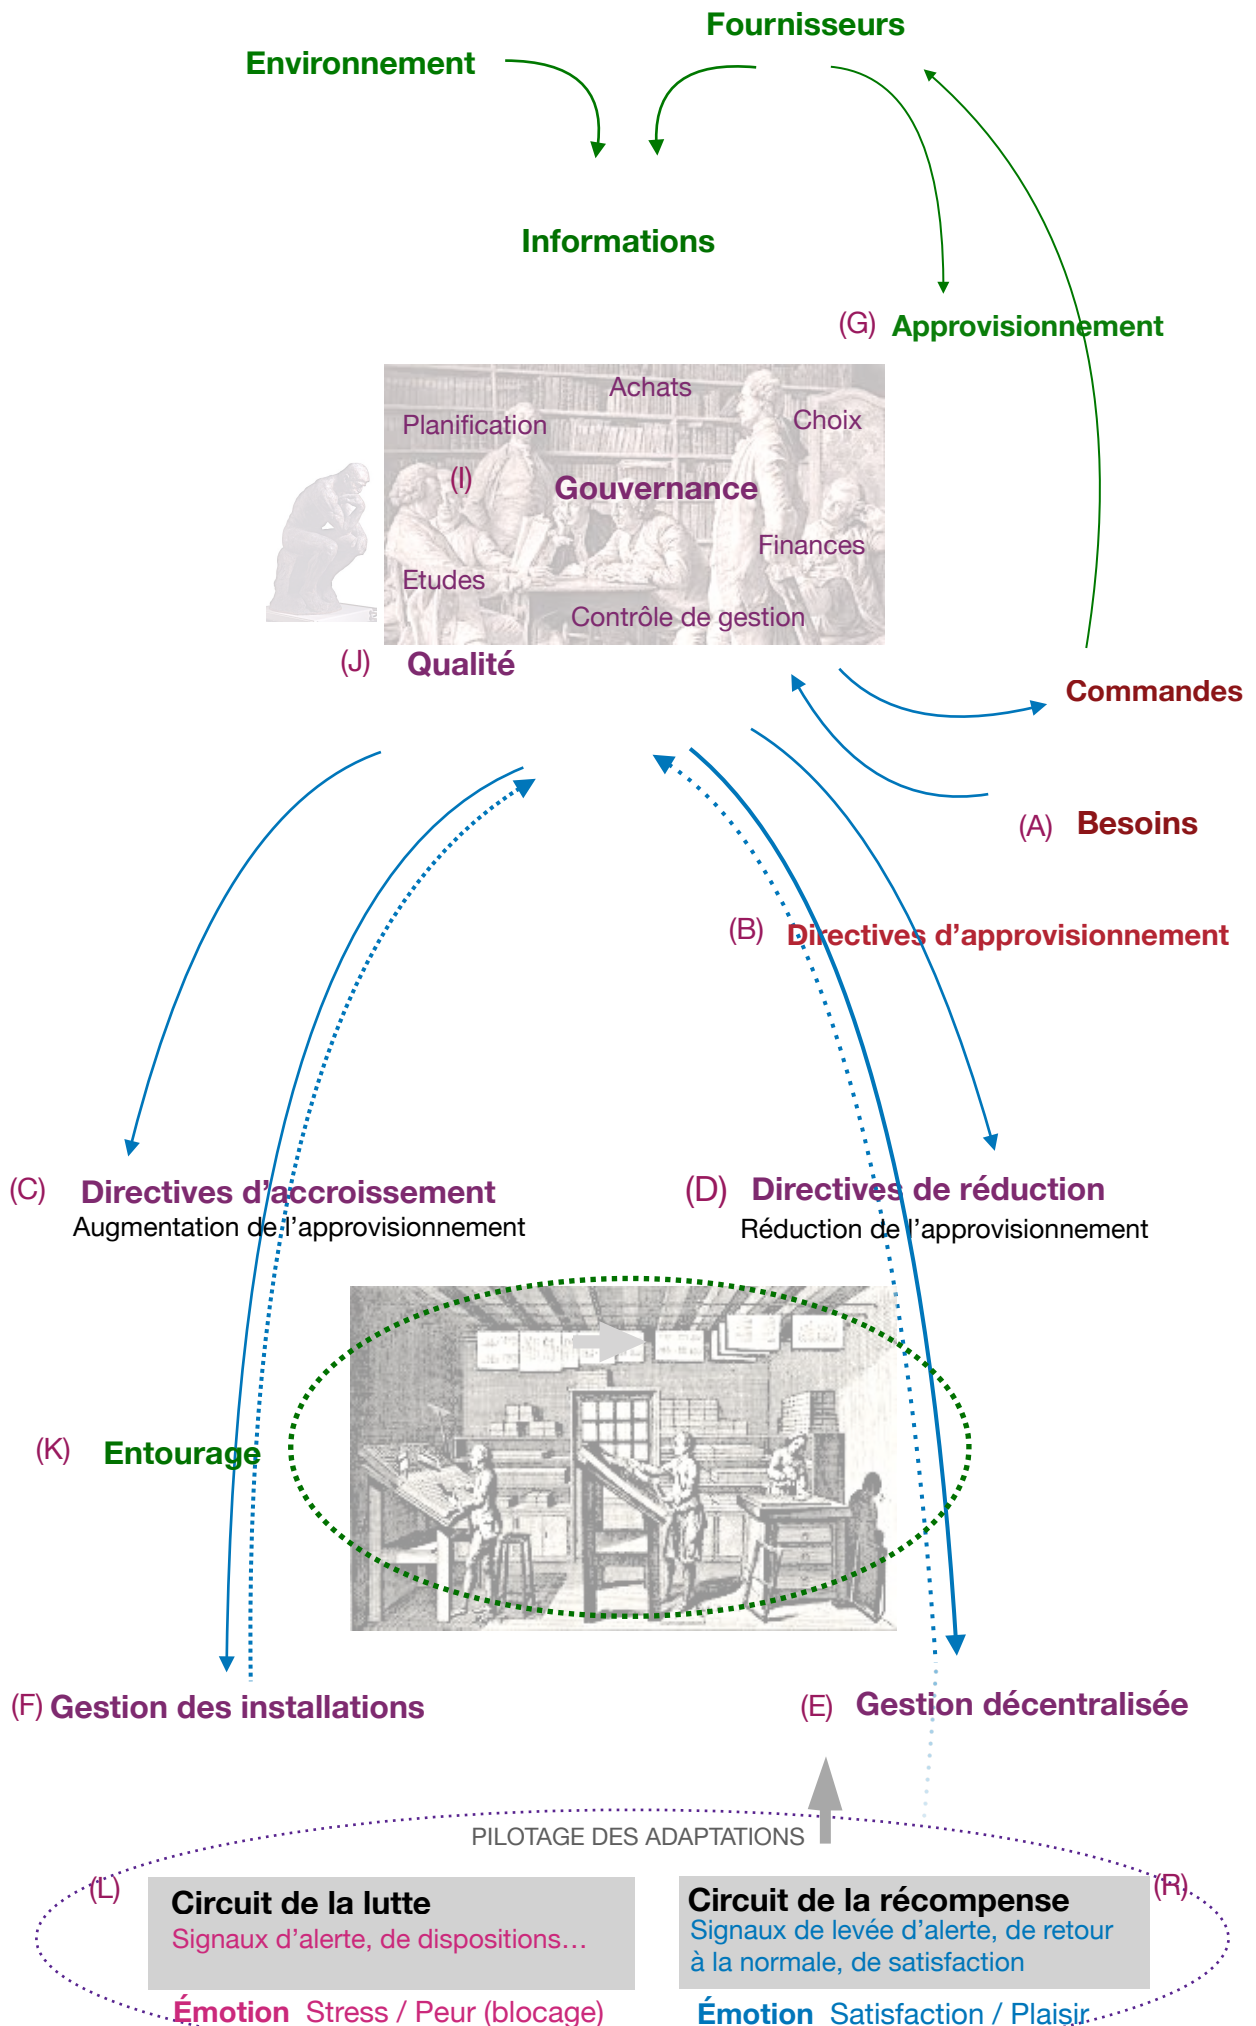 Fournisseurs
Environnement
Informations
(G) Approvisionnement
Achats
Planification
Choix
(I)
Gouvernance
Finances
Etudes
Contrôle de gestion
(J) Qualité
Commandes
(A) Besoins
(B) Directives d'approvisionnement
(C) Directives d'accroissement
Augmentation de l'approvisionnement
(D) Directives de réduction
Réduction de l'approvisionnement
(K) Entourage
(F) Gestion des installations
(E) Gestion décentralisée
PILOTAGE DES ADAPTATIONS
(L)
Circuit de la lutte
Signaux d'alerte, de dispositions…
Émotion Stress / Peur (blocage)
(R)
Circuit de la récompense
Signaux de levée d'alerte, de retour
à la normale, de satisfaction
Émotion Satisfaction / Plaisir